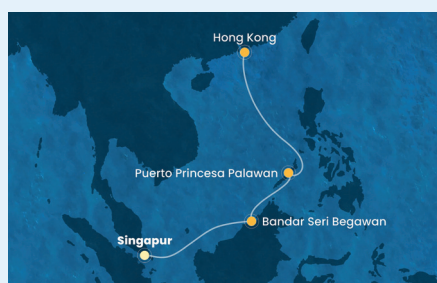 Hong Kong
Puerto Princesa Palawan
Bandar Seri Begawan
Singapur